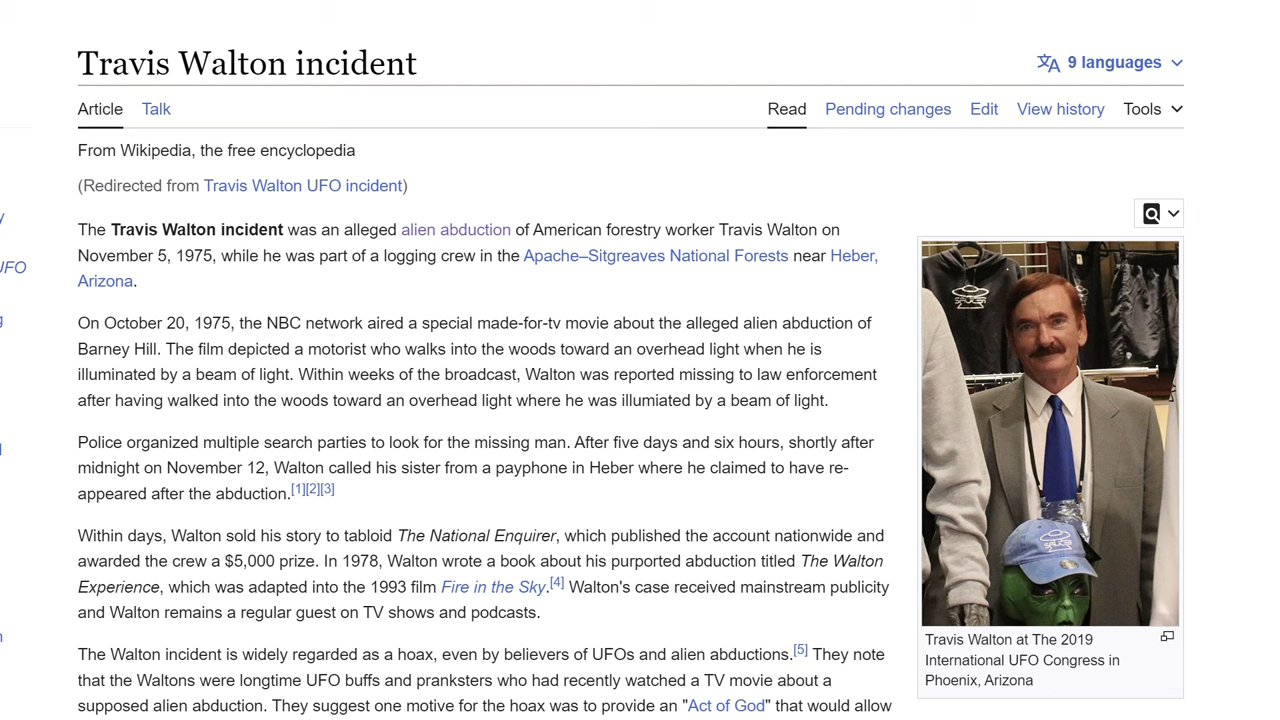 Travis Walton incident
9 languages
Article Talk Read Pending changes Edit View history Tools
From Wikipedia, the free encyclopedia
(Redirected from Travis Walton UFO incident)
The Travis Walton incident was an alleged alien abduction of American forestry worker Travis Walton on
November 5, 1975, while he was part of a logging crew in the Apache–Sitgreaves National Forests near Heber,
Arizona.
On October 20, 1975, the NBC network aired a special made-for-tv movie about the alleged alien abduction of
Barney Hill. The film depicted a motorist who walks into the woods toward an overhead light when he is
illuminated by a beam of light. Within weeks of the broadcast, Walton was reported missing to law enforcement
after having walked into the woods toward an overhead light where he was illumiated by a beam of light.
Police organized multiple search parties to look for the missing man. After five days and six hours, shortly after
midnight on November 12, Walton called his sister from a payphone in Heber where he claimed to have re-
appeared after the abduction.[1][2][3]
Within days, Walton sold his story to tabloid The National Enquirer, which published the account nationwide and
awarded the crew a $5,000 prize. In 1978, Walton wrote a book about his purported abduction titled The Walton
Experience, which was adapted into the 1993 film Fire in the Sky.[4] Walton's case received mainstream publicity
and Walton remains a regular guest on TV shows and podcasts.
The Walton incident is widely regarded as a hoax, even by believers of UFOs and alien abductions.[5] They note
that the Waltons were longtime UFO buffs and pranksters who had recently watched a TV movie about a
supposed alien abduction. They suggest one motive for the hoax was to provide an "Act of God" that would allow
Travis Walton at The 2019
International UFO Congress in
Phoenix, Arizona